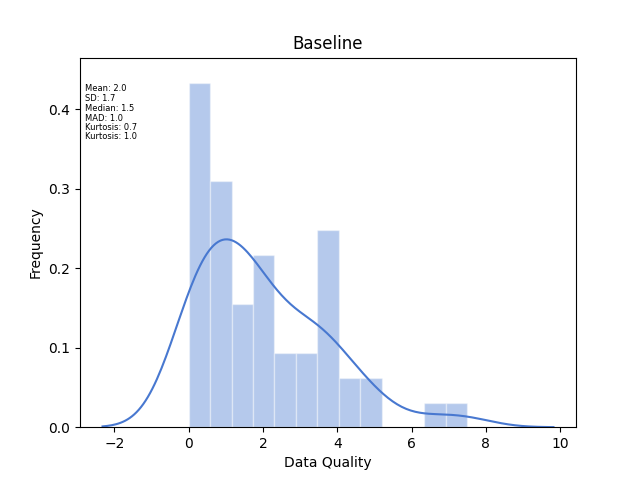 Baseline
Mean: 2.0
SD: 1.7
Median: 1.5
MAD: 1.0
Kurtosis: 0.7
Kurtosis: 1.0
Frequency
0.4
0.3
0.2
0.1
0.0
−2
0
2
4
6
8
10
Data Quality